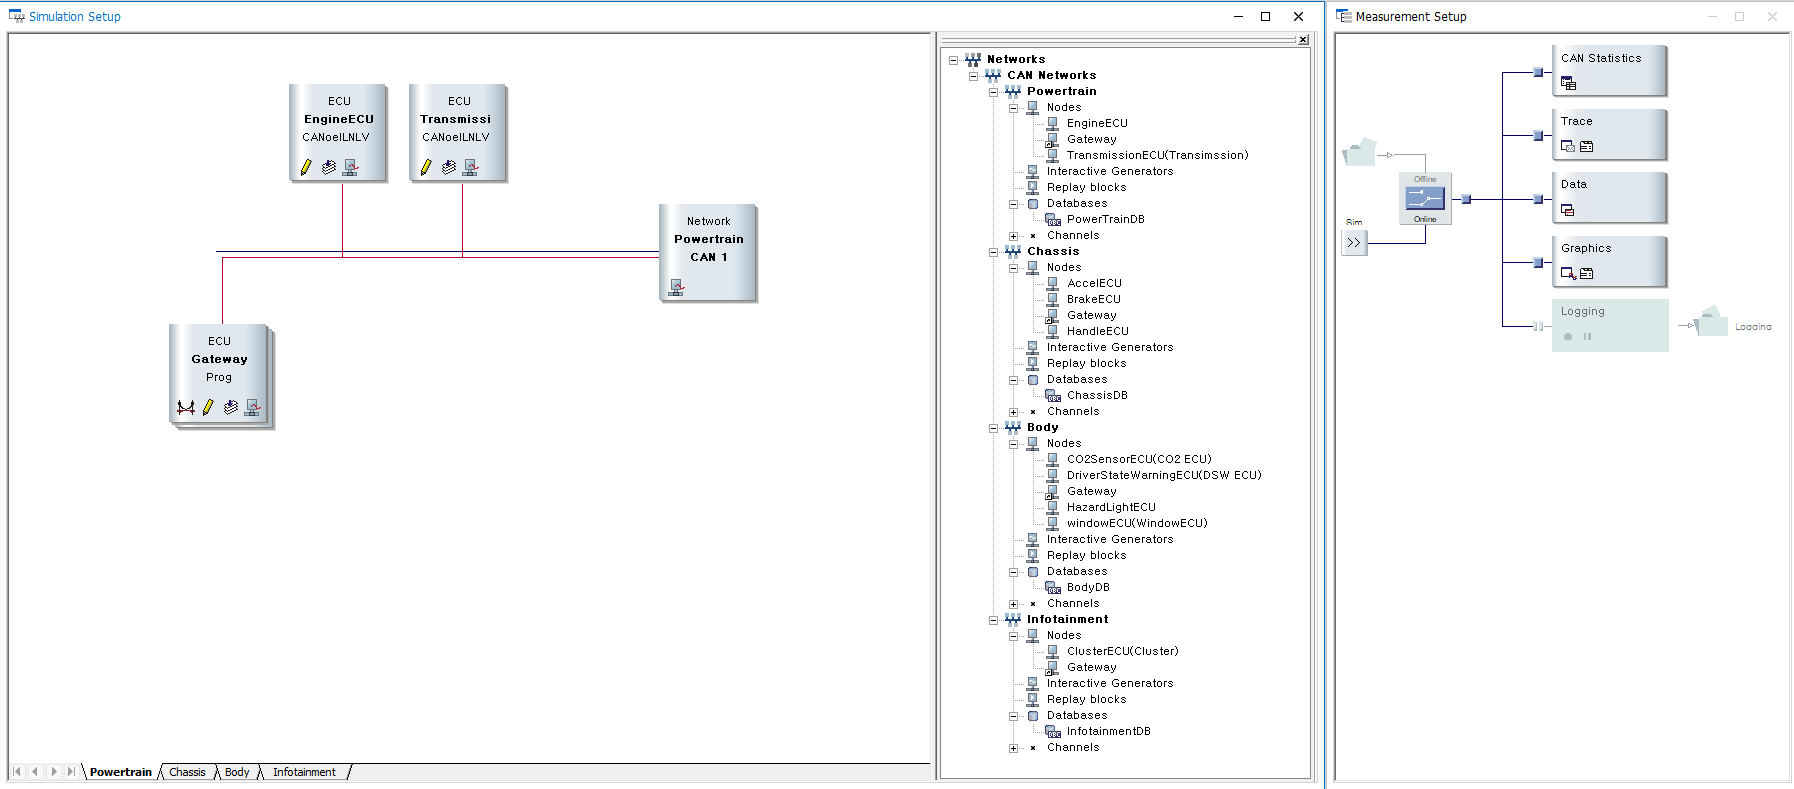 Simulation Setup
ECU
EngineECU
CANoeILNLV
ECU
Transmissi
CANoeILNLV
Network
Powertrain
CAN 1
ECU
Gateway
Prog
Powertrain
Chassis
Body
Infotainment
Networks
CAN Networks
Powertrain
Nodes
EngineECU
Gateway
TransmissionECU(Transimssion)
Interactive Generators
Replay blocks
Databases
PowerTrainDB
Channels
Chassis
Nodes
AccelECU
BrakeECU
Gateway
HandleECU
Interactive Generators
Replay blocks
Databases
ChassisDB
Channels
Body
Nodes
CO2SensorECU(CO2 ECU)
DriverStateWarningECU(DSW ECU)
Gateway
HazardLightECU
windowECU(WindowECU)
Interactive Generators
Replay blocks
Databases
BodyDB
Channels
Infotainment
Nodes
ClusterECU(Cluster)
Gateway
Interactive Generators
Replay blocks
Databases
InfotainmentDB
Channels
Measurement Setup
Offline
Online
Sim
CAN Statistics
Trace
Data
Graphics
Logging
Logging